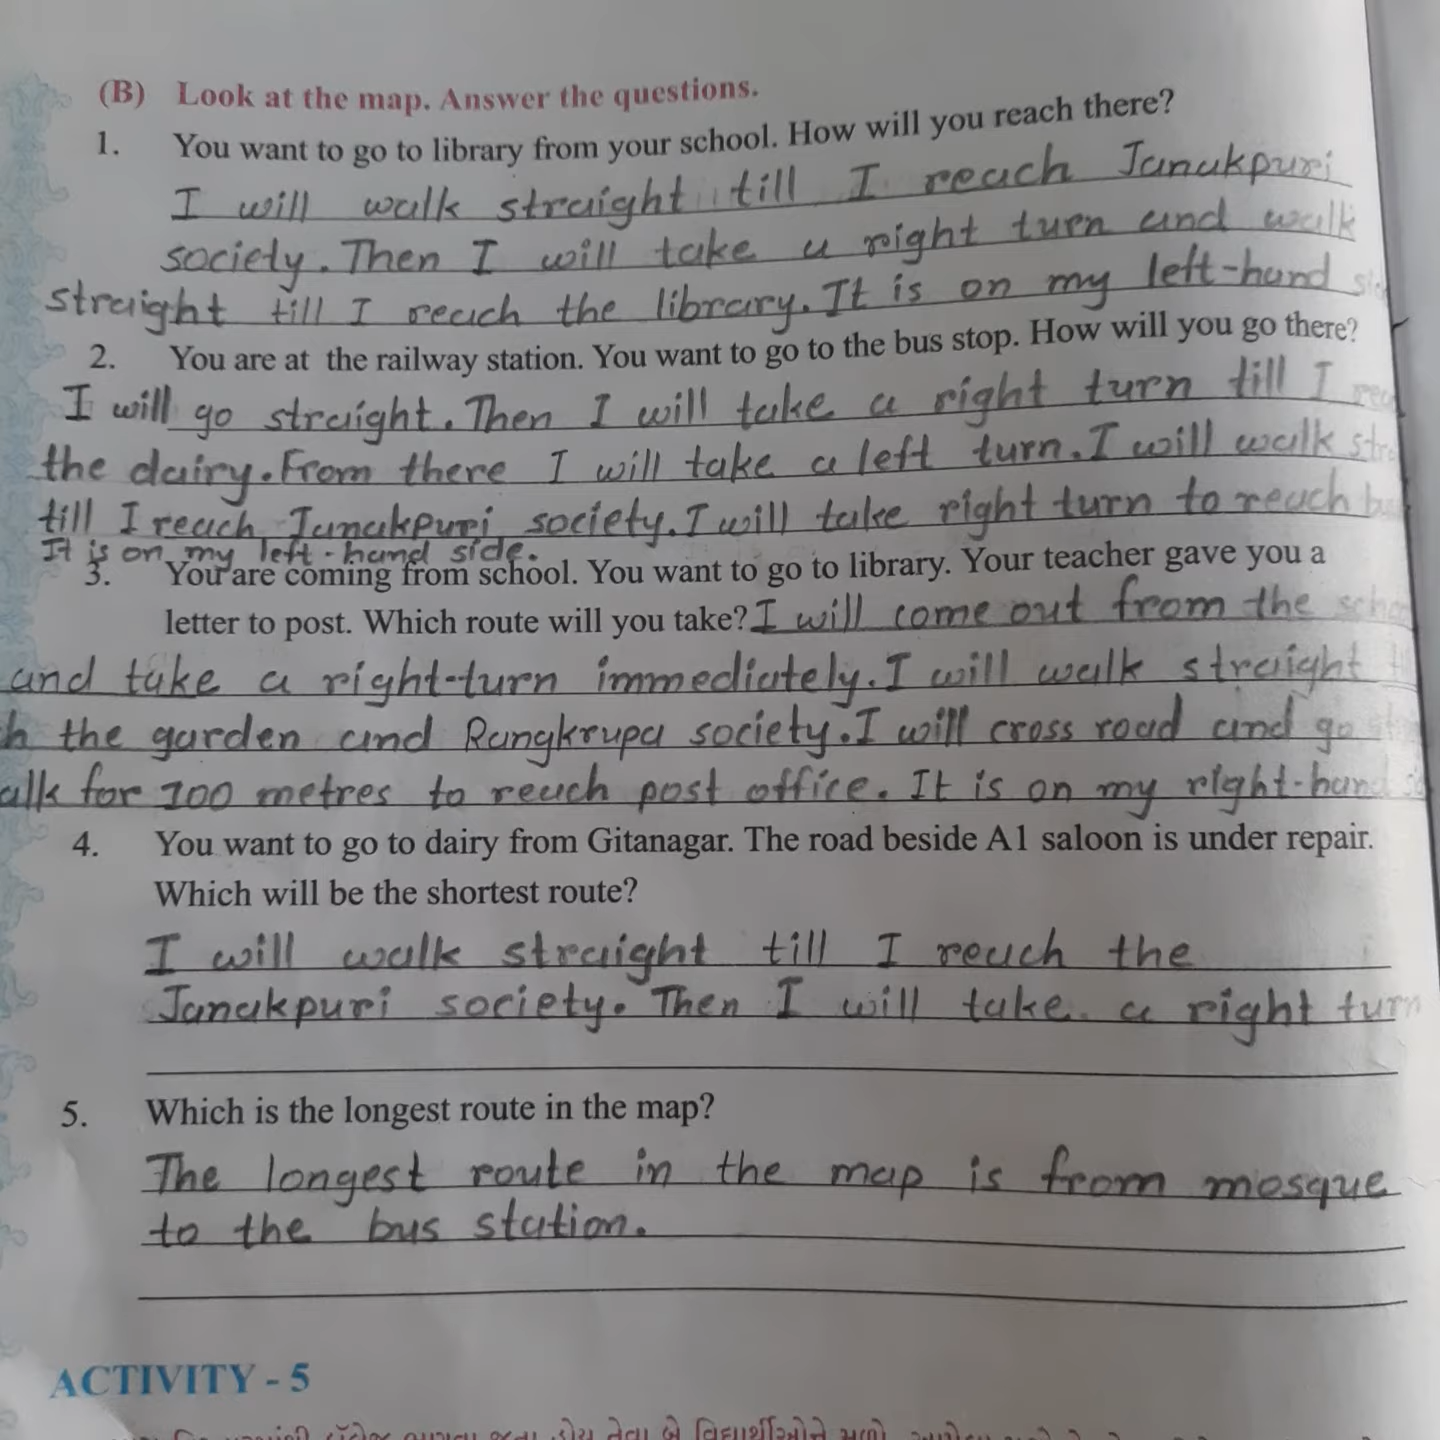 (B) Look at the map. Answer the questions.
1. You want to go to library from your school. How will you reach there?
I will walk straight till I reach Janakpuri
society. Then I will take a right turn and walk
straight till I reach the library. It is on my left-hand
2. You are at the railway station. You want to go to the bus stop. How will you go there?
I will go straight. Then I will take a right turn till I
the dairy. From there I will take a left turn. I will walk
till I reach Janakpuri society. I will take right turn to reach
It is on my left-hand side.
3. You are coming from school. You want to go to library. Your teacher gave you a
letter to post. Which route will you take? I will come out from the
and take a right-turn immediately. I will walk straight
the garden and Rangkrupa society. I will cross road and go
for 100 metres to reach post office. It is on my right-hand
4. You want to go to dairy from Gitanagar. The road beside A1 saloon is under repair.
Which will be the shortest route?
I will walk straight till I reach the
Janakpuri society. Then I will take a right turn
5. Which is the longest route in the map?
The longest route in the map is from mosque
to the bus station.
ACTIVITY - 5